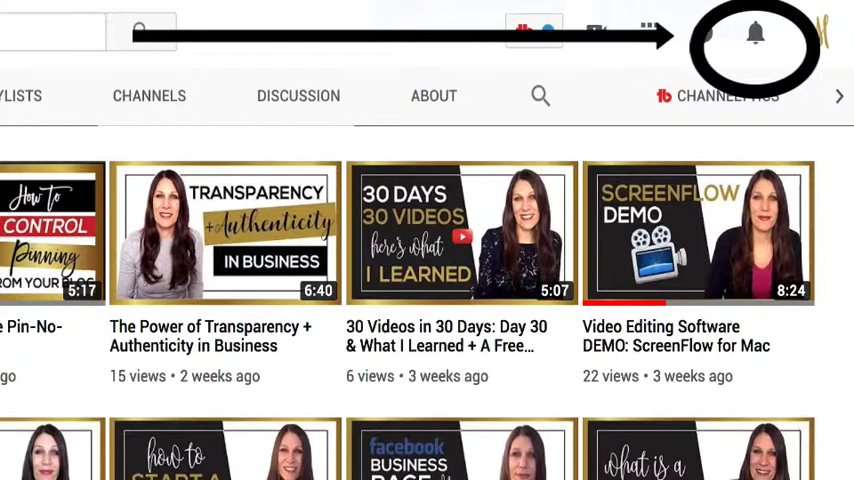 YLISTS
CHANNELS
DISCUSSION
ABOUT
How to
CONTROL
Pinning
FROM YOUR BLOG
5:17
TRANSPARENCY
+Authenticity
IN BUSINESS
6:40
30 DAYS
30 VIDEOS
here's what
I LEARNED
5:07
SCREENFLOW
DEMO
8:24
e Pin-No-
The Power of Transparency +
Authenticity in Business
30 Videos in 30 Days: Day 30
& What I Learned + A Free...
Video Editing Software
DEMO: ScreenFlow for Mac
go
15 views • 2 weeks ago
6 views • 3 weeks ago
22 views • 3 weeks ago
how to
START A
facebook
BUSINESS
what is a